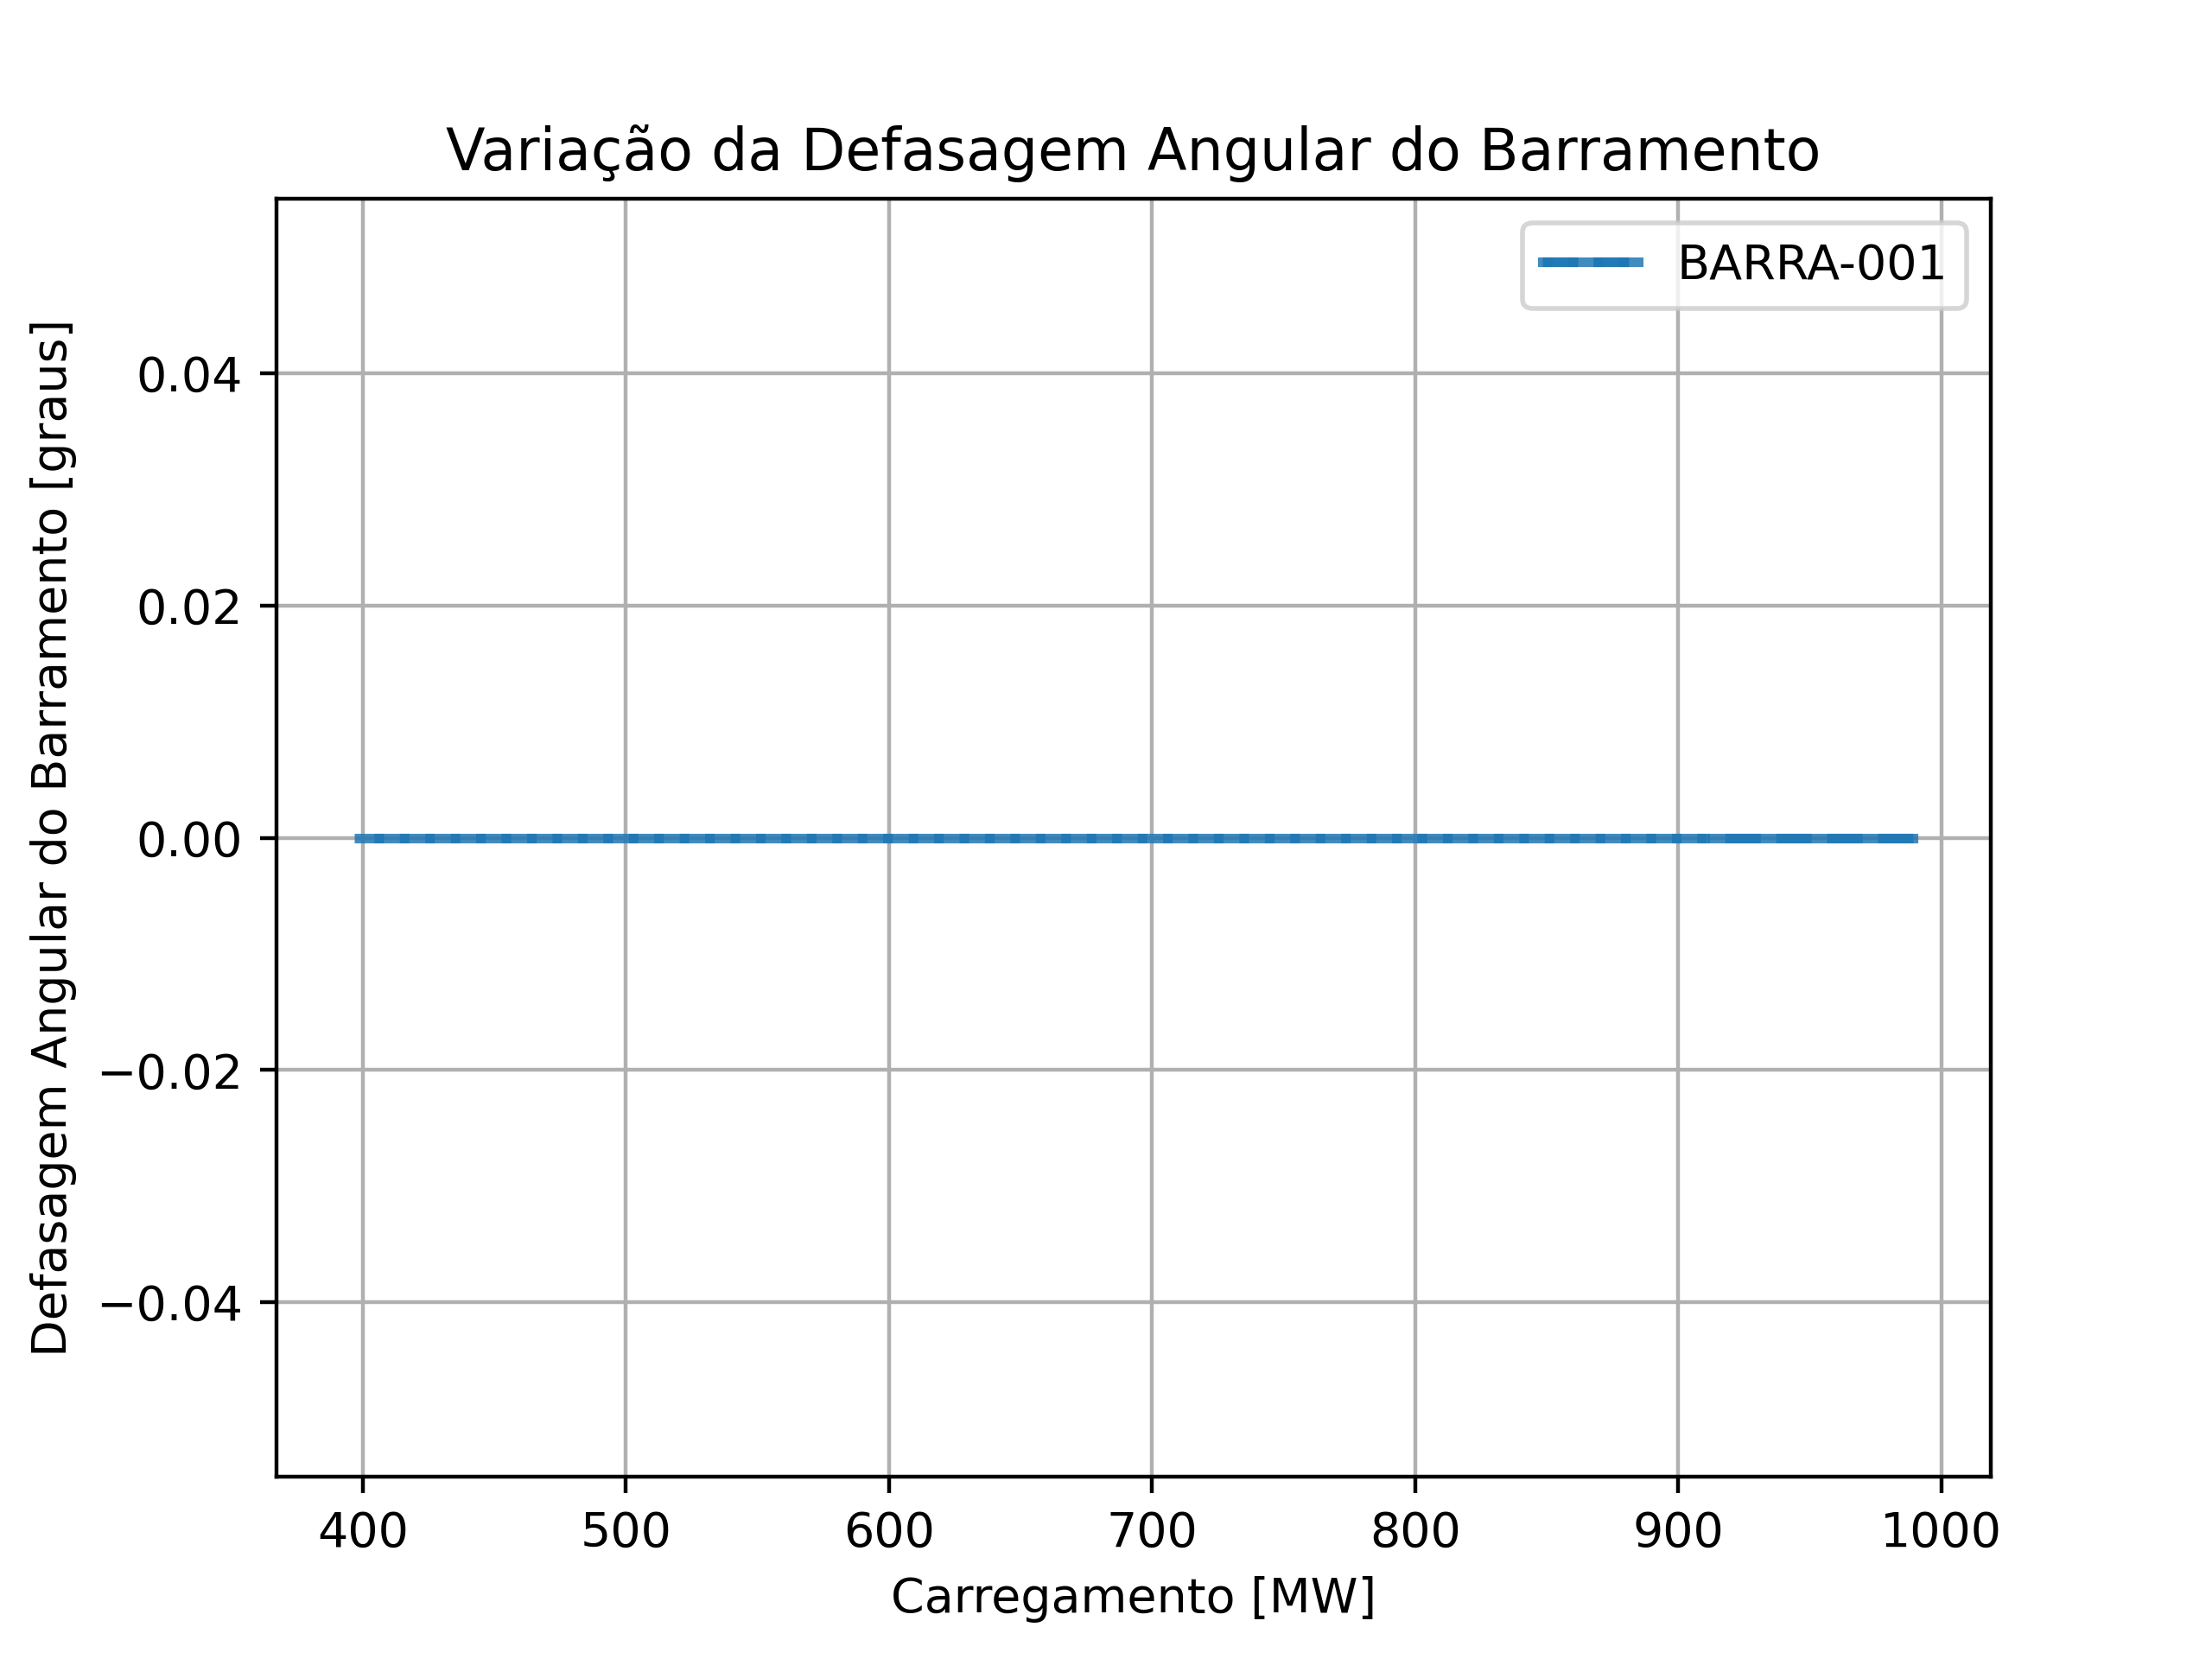 Variação da Defasagem Angular do Barramento
BARRA-001
Defasagem Angular do Barramento [graus]
0.04
0.02
0.00
−0.02
−0.04
400 500 600 700 800 900 1000
Carregamento [MW]